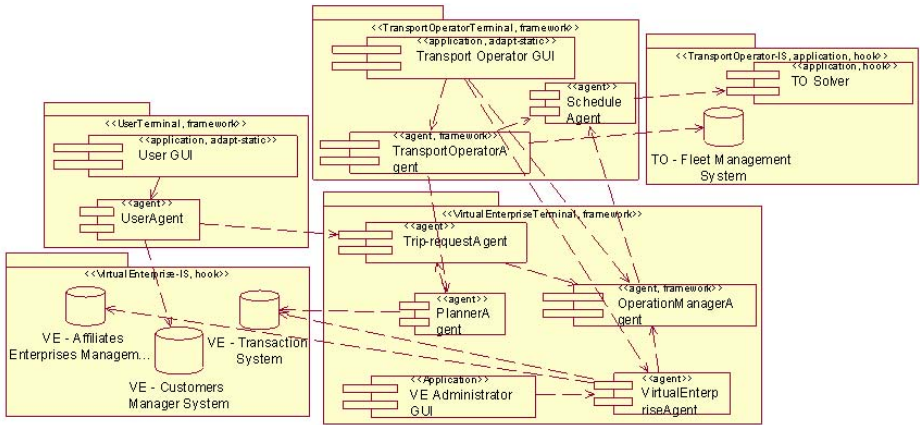 <<TransportOperatorTerminal, framework>>
<<application, adapt-static>>
Transport Operator GUI
<<agent>>
Schedule
Agent
<<agent, framework>>
TransportOperatorA
gent
<<TransportOperator-IS, application, hook>>
<<application, hook>>
TO Solver
TO - Fleet Management
System
<<UserTerminal, framework>>
<<application, adapt-static>>
User GUI
<<agent>>
UserAgent
<<VirtualEnterpriseTerminal, framework>>
<<agent>>
Trip-requestAgent
<<agent>>
PlannerA
gent
<<agent, framework>>
OperationManagerA
gent
<<Application>>
VE Administrator
GUI
<<agent>>
VirtualEnterp
riseAgent
<<VirtualEnterprise-IS, hook>>
VE - Affiliates
Enterprises Managem...
VE - Transaction
System
VE - Customers
Manager System